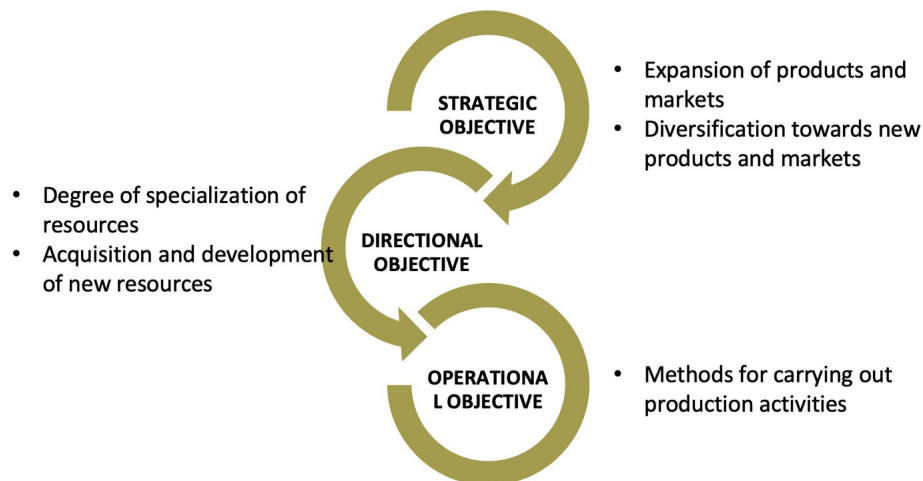 STRATEGIC
OBJECTIVE
• Expansion of products and
markets
• Diversification towards new
products and markets
• Degree of specialization of
resources
• Acquisition and development
of new resources
DIRECTIONAL
OBJECTIVE
OPERATIONA
L OBJECTIVE
• Methods for carrying out
production activities